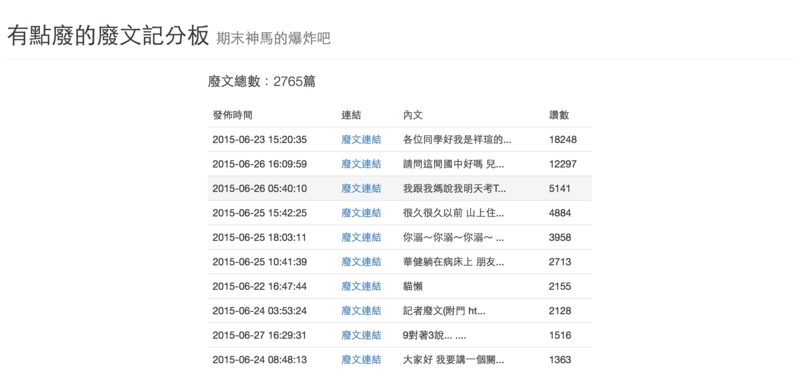 有點廢的廢文記分板 期末神馬的爆炸吧
廢文總數：2765篇
發佈時間 連結 內文 讚數
2015-06-23 15:20:35 廢文連結 各位同學好我是祥瑄的... 18248
2015-06-26 16:09:59 廢文連結 請問這間國中好嗎 兒... 12297
2015-06-26 05:40:10 廢文連結 我跟我媽說我明天考T... 5141
2015-06-25 15:42:25 廢文連結 很久很久以前 山上住... 4884
2015-06-25 18:03:11 廢文連結 你溺～你溺～你溺～ ... 3958
2015-06-25 10:41:39 廢文連結 華健躺在病床上 朋友... 2713
2015-06-22 16:47:44 廢文連結 貓懶 2155
2015-06-24 03:53:24 廢文連結 記者廢文(附門 ht... 2128
2015-06-27 16:29:31 廢文連結 9對著3說... .... 1516
2015-06-24 08:48:13 廢文連結 大家好 我要講一個關... 1363